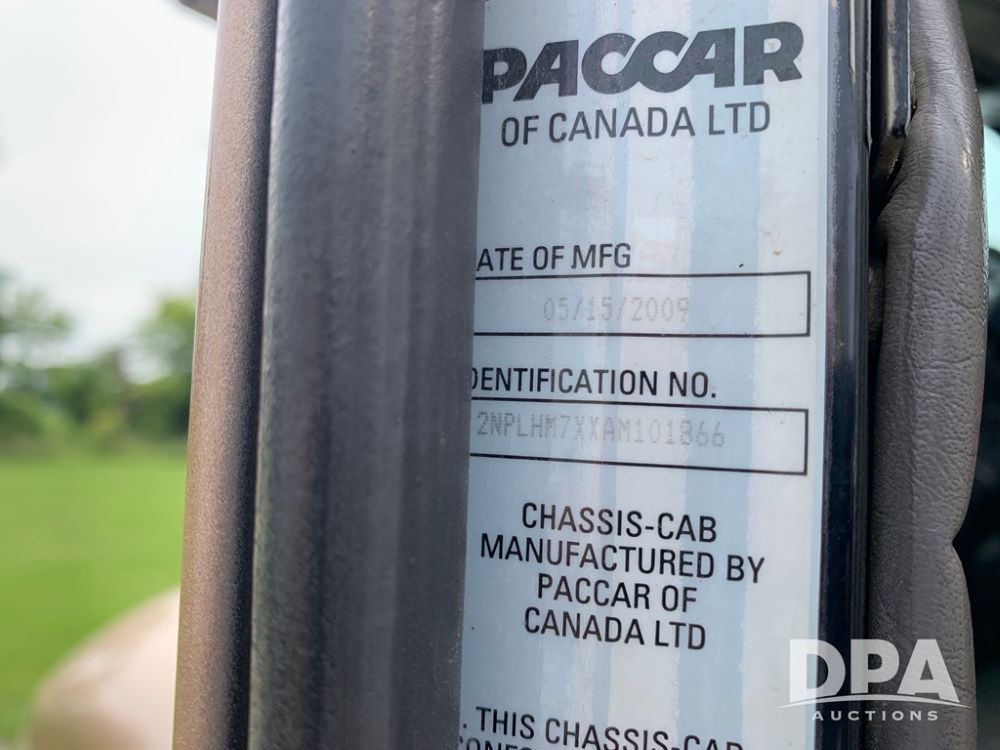 PACCAR
OF CANADA LTD
ATE OF MFG
05/15/2009
DENTIFICATION NO.
2NPLHM7XXAM101866
CHASSIS-CAB
MANUFACTURED BY
PACCAR OF
CANADA LTD
. THIS CHASSIS-CAB
DPA
AUCTIONS